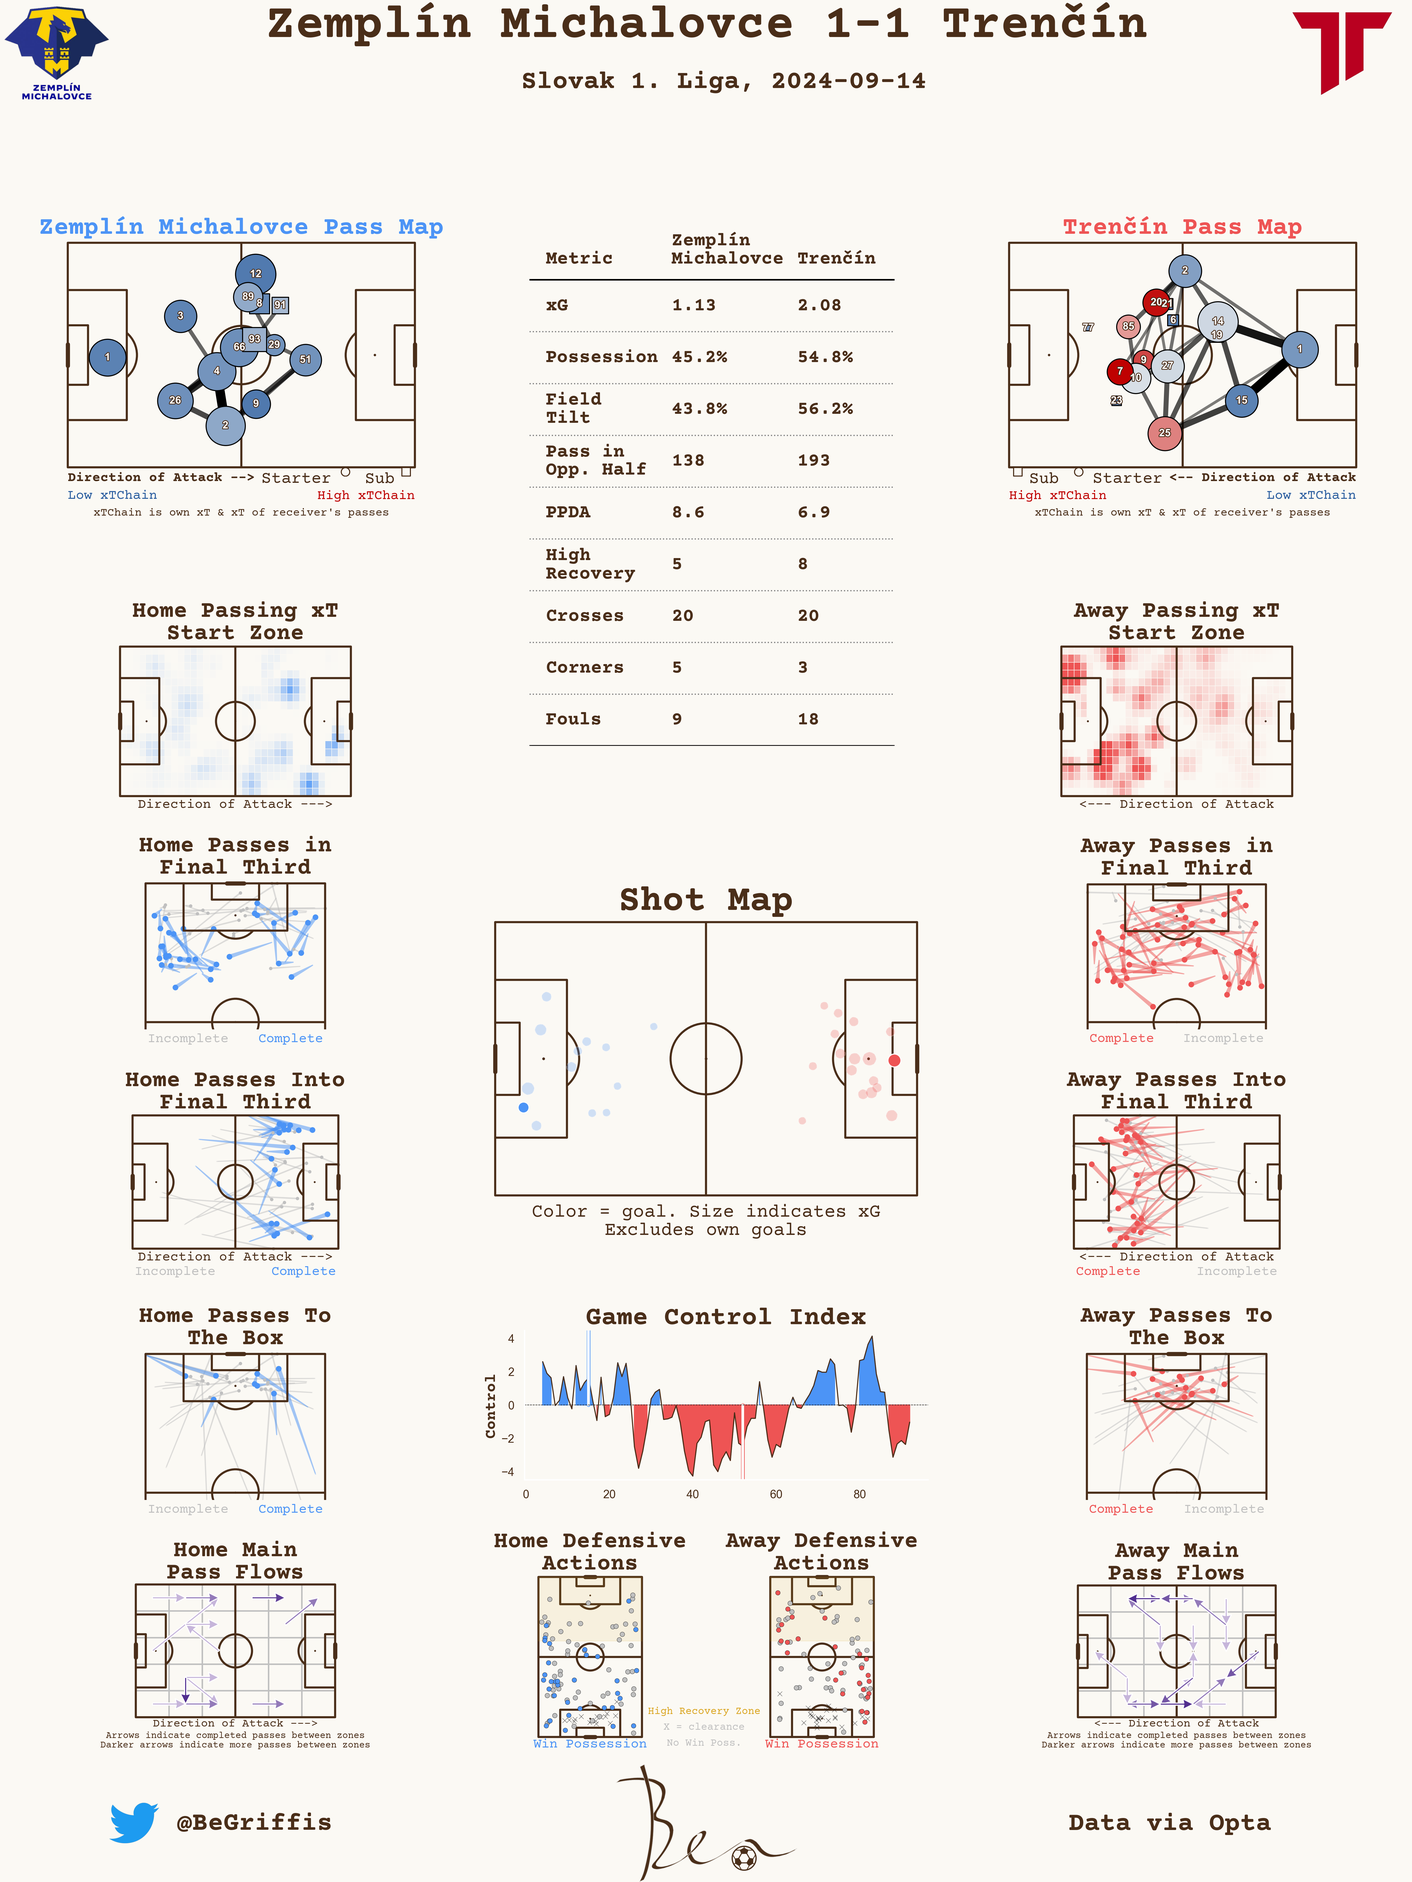 Zemplín Michalovce 1-1 Trenčín
Slovak 1. Liga, 2024-09-14
ZEMPLÍN
MICHALOVCE
Zemplín Michalovce Pass Map
12
89
8
91
3
93
66
29
1
51
4
26
9
2
Direction of Attack --> Starter Sub
Low xTChain High xTChain
xTChain is own xT & xT of receiver's passes
Metric Zemplín Michalovce Trenčín
xG 1.13 2.08
Possession 45.2% 54.8%
Field Tilt 43.8% 56.2%
Pass in Opp. Half 138 193
PPDA 8.6 6.9
High Recovery 5 8
Crosses 20 20
Corners 5 3
Fouls 9 18
Trenčín Pass Map
2
20
21
6
77
85
14
19
1
9
27
7
10
23
15
25
Sub Starter <-- Direction of Attack
High xTChain Low xTChain
xTChain is own xT & xT of receiver's passes
Home Passing xT
Start Zone
Direction of Attack --->
Away Passing xT
Start Zone
<--- Direction of Attack
Home Passes in
Final Third
Incomplete Complete
Away Passes in
Final Third
Complete Incomplete
Shot Map
Color = goal. Size indicates xG
Excludes own goals
Home Passes Into
Final Third
Direction of Attack --->
Incomplete Complete
Away Passes Into
Final Third
<--- Direction of Attack
Complete Incomplete
Home Passes To
The Box
Incomplete Complete
Game Control Index
Control
4
2
0
−2
−4
0 20 40 60 80
Away Passes To
The Box
Complete Incomplete
Home Main
Pass Flows
Direction of Attack --->
Arrows indicate completed passes between zones
Darker arrows indicate more passes between zones
Home Defensive
Actions
Win Possession
High Recovery Zone
X = clearance
No Win Poss.
Away Defensive
Actions
Win Possession
Away Main
Pass Flows
<--- Direction of Attack
Arrows indicate completed passes between zones
Darker arrows indicate more passes between zones
@BeGriffis
Ben
Data via Opta